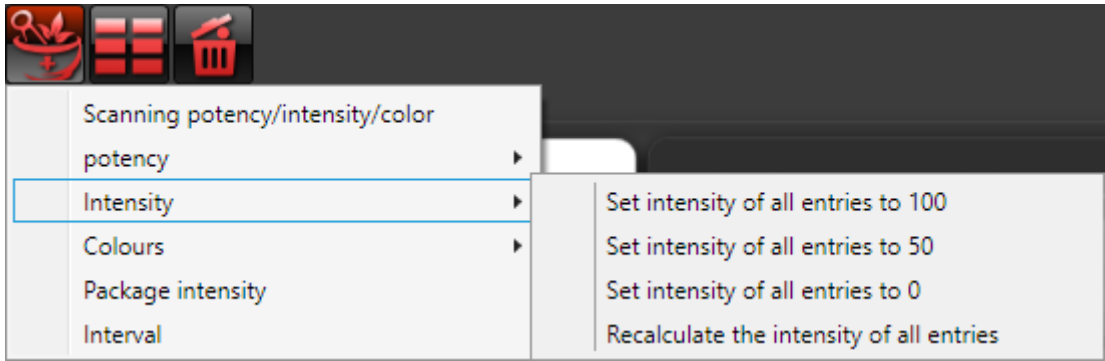 Scanning potency/intensity/color
potency
Intensity
Colours
Package intensity
Interval
Set intensity of all entries to 100
Set intensity of all entries to 50
Set intensity of all entries to 0
Recalculate the intensity of all entries